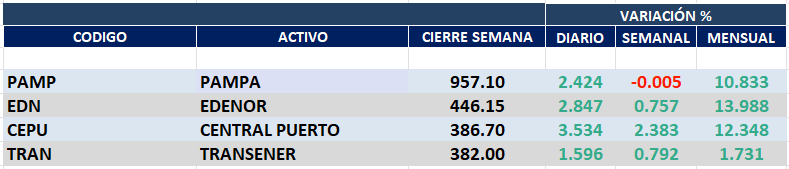 VARIACIÓN %
CODIGO ACTIVO CIERRE SEMANA DIARIO SEMANAL MENSUAL
PAMP PAMPA 957.10 2.424 -0.005 10.833
EDN EDENOR 446.15 2.847 0.757 13.988
CEPU CENTRAL PUERTO 386.70 3.534 2.383 12.348
TRAN TRANSENER 382.00 1.596 0.792 1.731